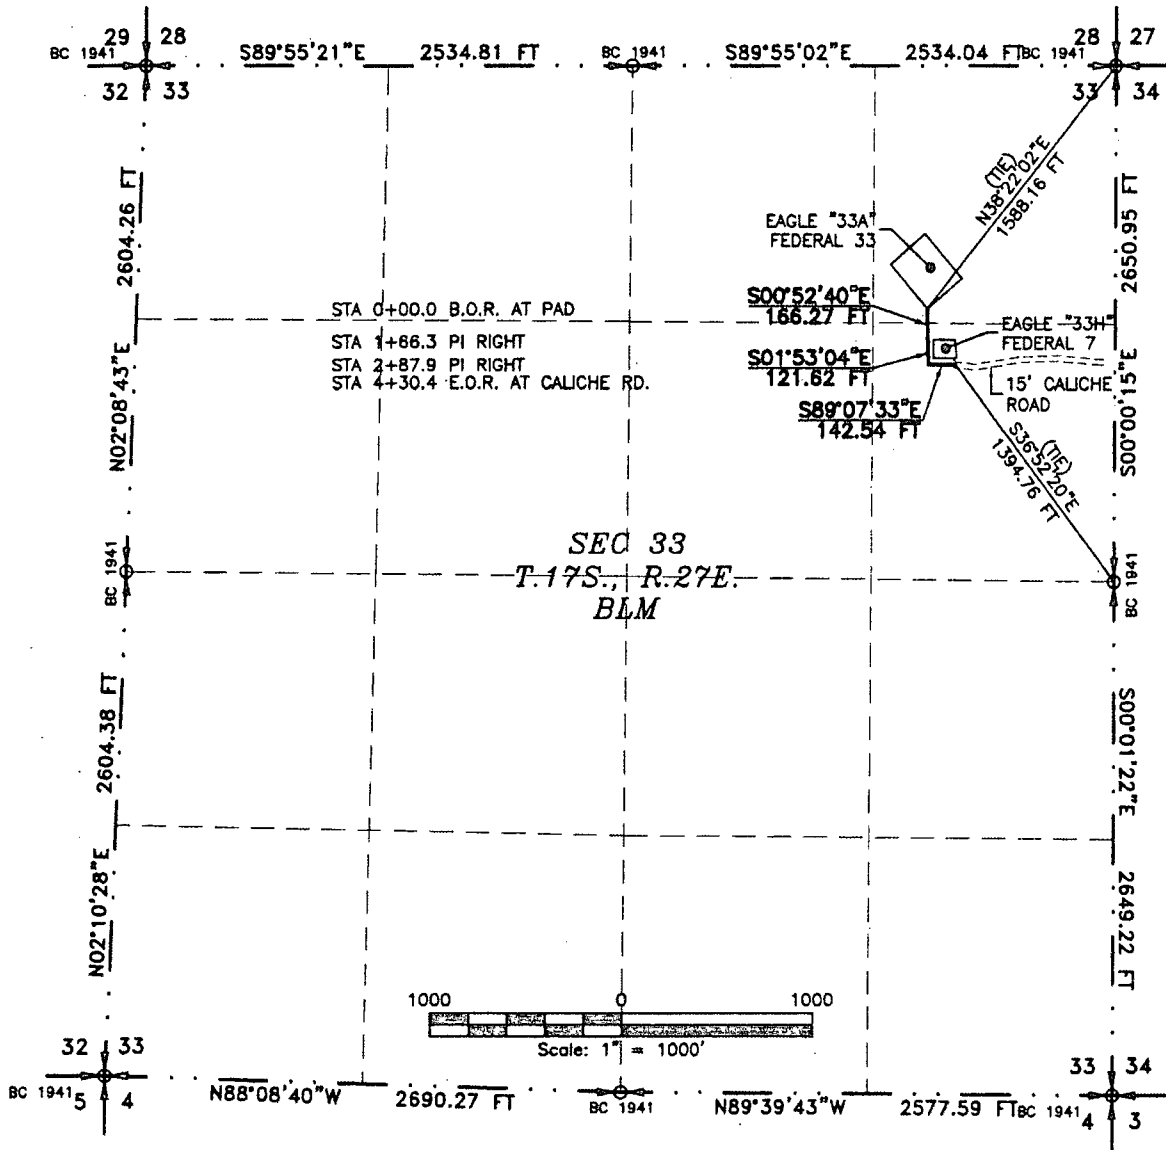 29 28
BC 1941
S89°55'21"E 2534.81 FT
BC 1941
S89°55'02"E 2534.04 FT
BC 1941
28 27
32 33
33 34
(TIE)
N38°22'02"E
1588.16 FT
N02°08'43"E 2604.26 FT
2650.95 FT
S00°00'15"E
EAGLE "33A"
FEDERAL 33
S00°52'40"E
166.27 FT
EAGLE "33H"
FEDERAL 7
STA 0+00.0 B.O.R. AT PAD
STA 1+66.3 PI RIGHT
STA 2+87.9 PI RIGHT
STA 4+30.4 E.O.R. AT CALICHE RD.
S01°53'04"E
121.62 FT
15' CALICHE
ROAD
S89°07'33"E
142.54 FT
(TIE)
S36°52'20"E
1394.76 FT
BC 1941
SEC 33
T.17S., R.27E.
BLM
BC 1941
N02°10'28"E 2604.38 FT
S00°01'22"E 2649.22 FT
1000 0 1000
Scale: 1" = 1000'
32 33
33 34
BC 1941
5 4
N88°08'40"W 2690.27 FT
BC 1941
N89°39'43"W 2577.59 FT
BC 1941
4 3